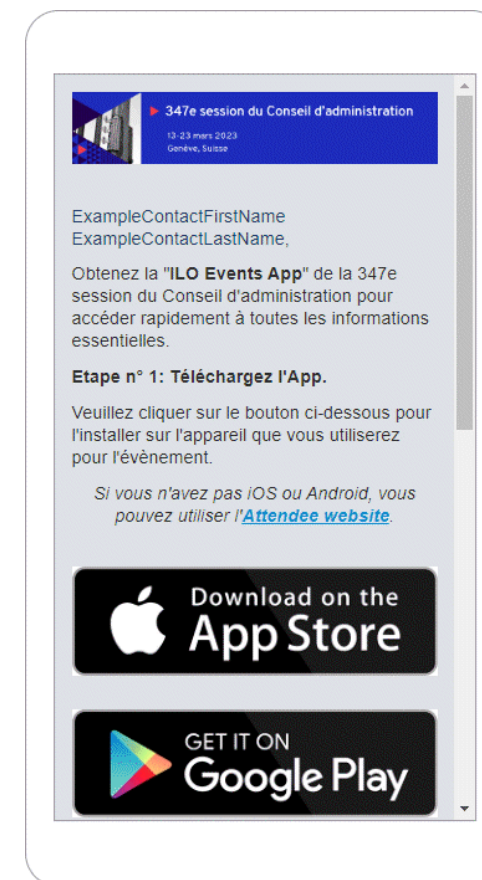 347e session du Conseil d'administration
13-23 mars 2023
Genève, Suisse
ExampleContactFirstName
ExampleContactLastName,
Obtenez la "ILO Events App" de la 347e
session du Conseil d'administration pour
accéder rapidement à toutes les informations
essentielles.
Etape n° 1: Téléchargez l'App.
Veuillez cliquer sur le bouton ci-dessous pour
l'installer sur l'appareil que vous utiliserez
pour l'évènement.
Si vous n'avez pas iOS ou Android, vous
pouvez utiliser l'Attendee website.
Download on the
App Store
GET IT ON
Google Play